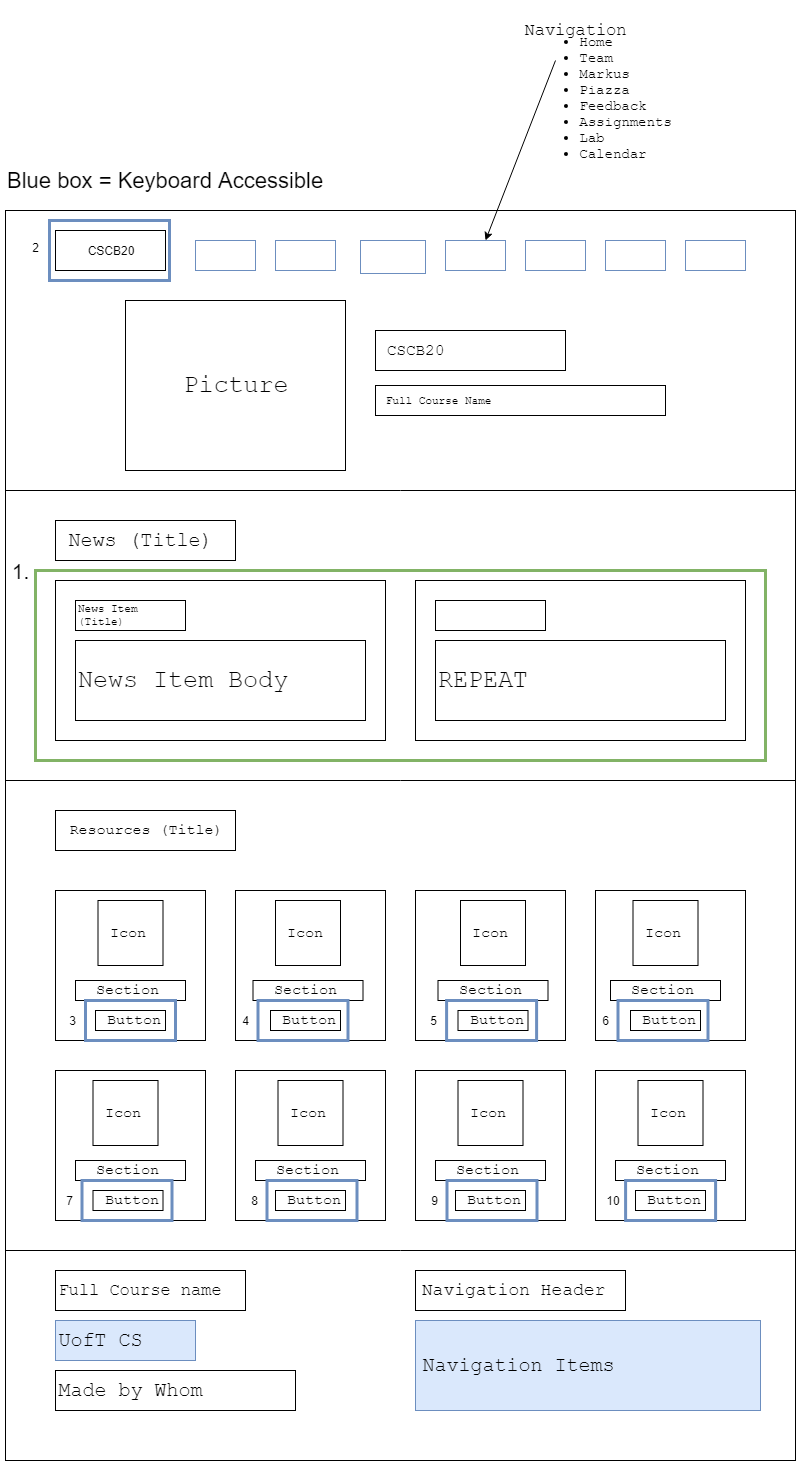 Navigation
Home
Team
Markus
Piazza
Feedback
Assignments
Lab
Calendar
Blue box = Keyboard Accessible
2
CSCB20
Picture
CSCB20
Full Course Name
News (Title)
1.
News Item
(Title)
News Item Body
REPEAT
Resources (Title)
Icon
Icon
Icon
Icon
Section
Section
Section
Section
3
Button
4
Button
5
Button
6
Button
Icon
Icon
Icon
Icon
Section
Section
Section
Section
7
Button
8
Button
9
Button
10
Button
Full Course name
Navigation Header
UofT CS
Navigation Items
Made by Whom